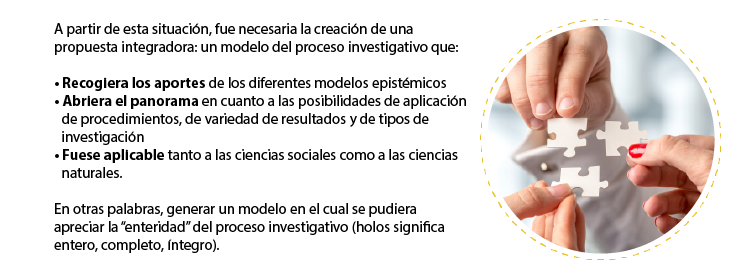 A partir de esta situación, fue necesaria la creación de una
propuesta integradora: un modelo del proceso investigativo que:
• Recogiera los aportes de los diferentes modelos epistémicos
• Abriera el panorama en cuanto a las posibilidades de aplicación
de procedimientos, de variedad de resultados y de tipos de
investigación
• Fuese aplicable tanto a las ciencias sociales como a las ciencias
naturales.
En otras palabras, generar un modelo en el cual se pudiera
apreciar la “enteridad” del proceso investigativo (holos significa
entero, completo, íntegro).